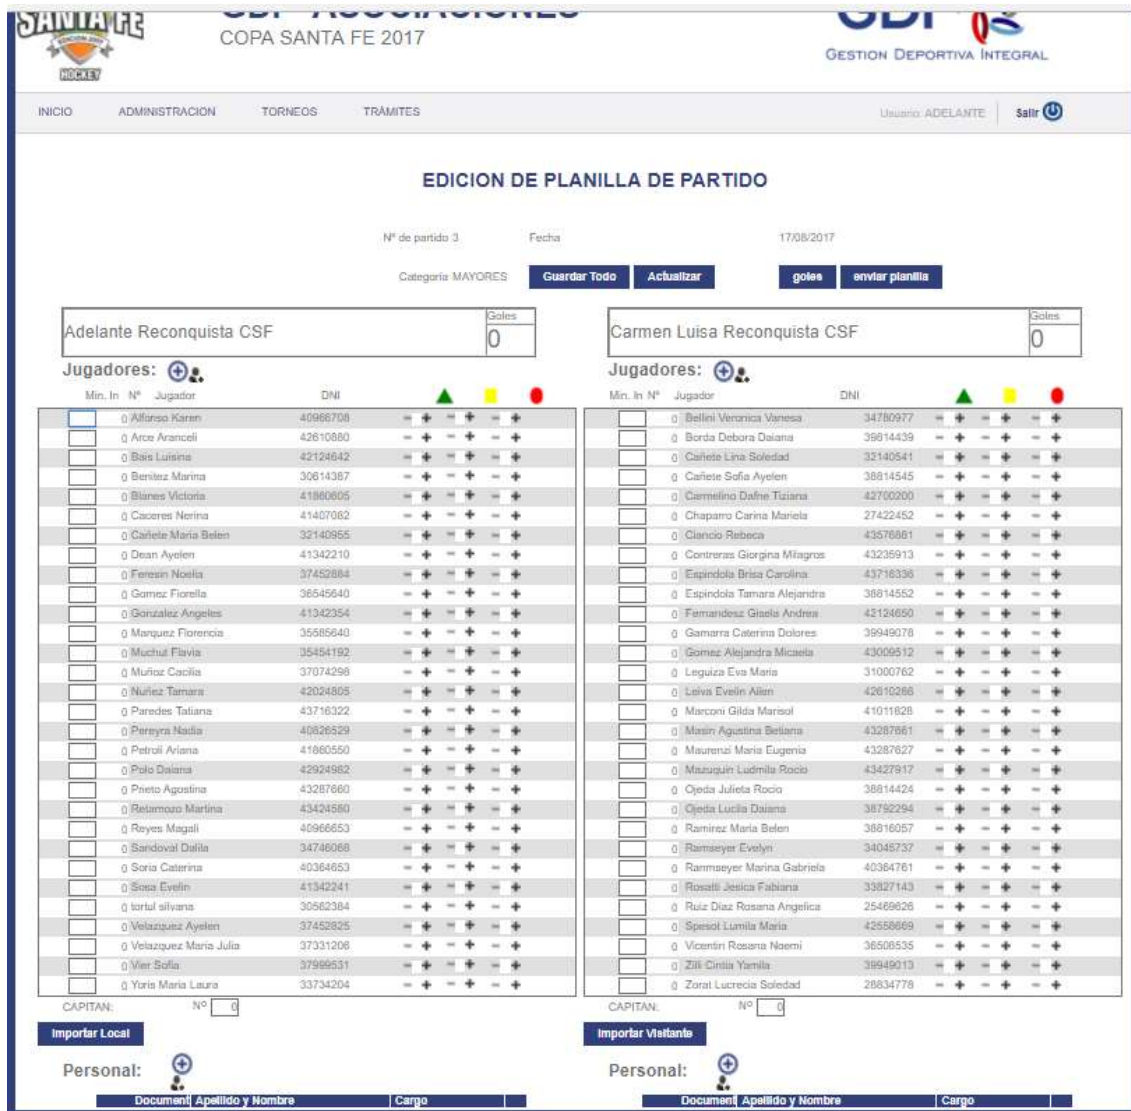 SANTA FE
HOCKEY
COPA SANTA FE 2017
GESTION DEPORTIVA INTEGRAL
INICIO ADMINISTRACION TORNEOS TRÁMITES Usuario: ADELANTE Salir
EDICION DE PLANILLA DE PARTIDO
Nº de partido 3 Fecha 17/08/2017
Categoria MAYORES Guardar Todo Actualizar goles enviar planilla
Adelante Reconquista CSF Goles 0 Carmen Luisa Reconquista CSF Goles 0
Jugadores: Jugadores:
Min. In Nº Jugador DNI Min. In Nº Jugador DNI
0 Alfonso Karen 40966708 0 Bellini Veronica Vanesa 34780977
0 Arce Aranceli 42610880 0 Borda Debora Daiana 39814439
0 Bais Luisina 42124642 0 Cañete Lina Soledad 32140541
0 Benitez Marina 30614387 0 Cañete Sofia Ayelen 38814545
0 Blanes Victoria 41860605 0 Carmelino Dafne Tiziana 42700200
0 Caceres Nerina 41407082 0 Chaparro Carina Mariela 27422452
0 Cañete Maria Belen 32140955 0 Ciancio Rebeca 43576881
0 Dean Ayelen 41342210 0 Contreras Giorgina Milagros 43235913
0 Feresin Noelia 37452884 0 Espindola Brisa Carolina 43716336
0 Gomez Fiorella 36545640 0 Espindola Tamara Alejandra 38814552
0 Gonzalez Angeles 41342354 0 Fernandesz Gisela Andrea 42124650
0 Marquez Florencia 35585640 0 Gamarra Caterina Dolores 39949078
0 Muchut Flavia 35454192 0 Gomez Alejandra Micaela 43009512
0 Muñoz Cacilia 37074298 0 Leguiza Eva Maria 31000762
0 Nuñez Tamara 42024805 0 Leiva Evelin Ailen 42610286
0 Paredes Tatiana 43716322 0 Marconi Gilda Marisol 41011828
0 Pereyra Nadia 40626529 0 Masin Agustina Betiana 43287661
0 Petroli Ariana 41860550 0 Maurenzi Maria Eugenia 43287627
0 Polo Daiana 42924982 0 Mazuquin Ludmila Rocio 43427917
0 Prieto Agostina 43287660 0 Ojeda Julieta Rocio 38814424
0 Retamozo Martina 43424580 0 Ojeda Lucila Daiana 38792294
0 Reyes Magali 40966653 0 Ramirez Maria Belen 38816057
0 Sandoval Dalila 34746068 0 Ramseyer Evelyn 34045737
0 Soria Caterina 40364653 0 Ranmseyer Marina Gabriela 40364761
0 Sosa Evelin 41342241 0 Rosatti Jesica Fabiana 33827143
0 tortul silvana 30562384 0 Ruiz Diaz Rosana Angelica 25469626
0 Velazquez Ayelen 37452825 0 Spesot Lumila Maria 42558669
0 Velazquez Maria Julia 37331206 0 Vicentin Rosana Noemi 36506535
0 Vier Sofia 37999531 0 Zilli Cintia Yamila 39949013
0 Yoris Maria Laura 33734204 0 Zorat Lucrecia Soledad 28834778
CAPITAN: Nº 0 CAPITAN: Nº 0
Importar Local Importar Visitante
Personal: Personal:
Document Apellido y Nombre Cargo Document Apellido y Nombre Cargo